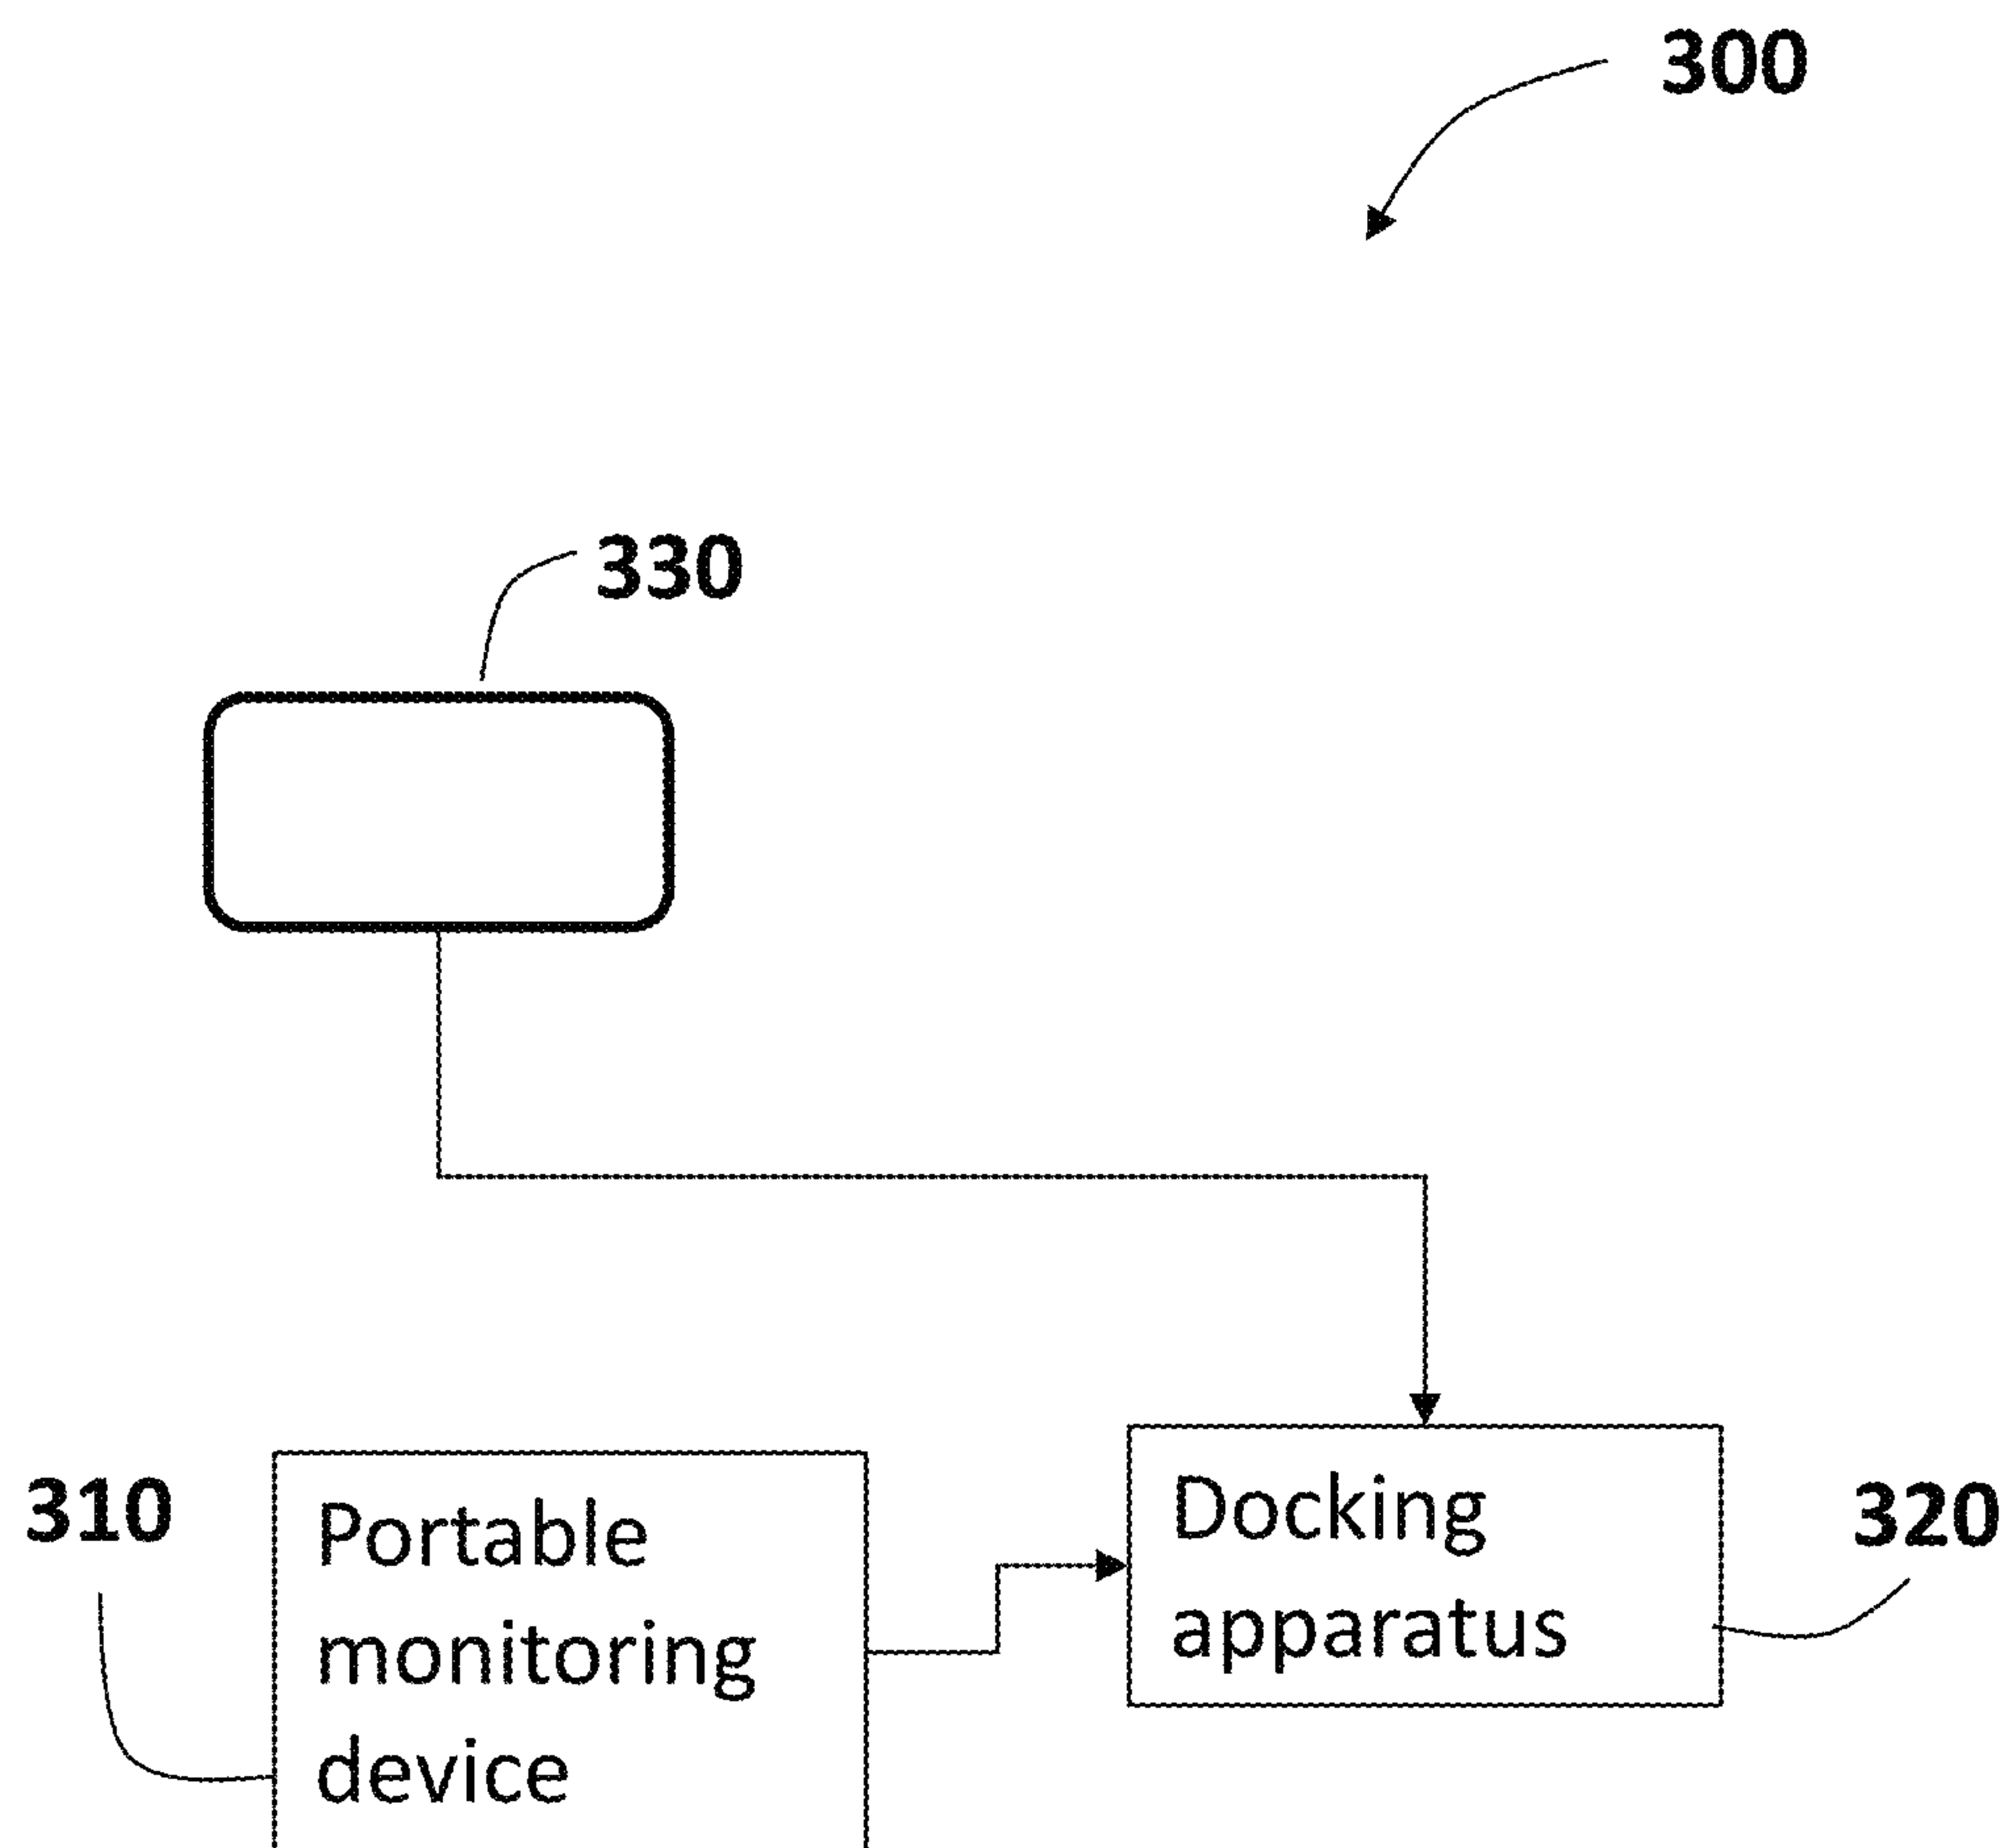 300
330
310
Portable
monitoring
device
Docking
apparatus
320